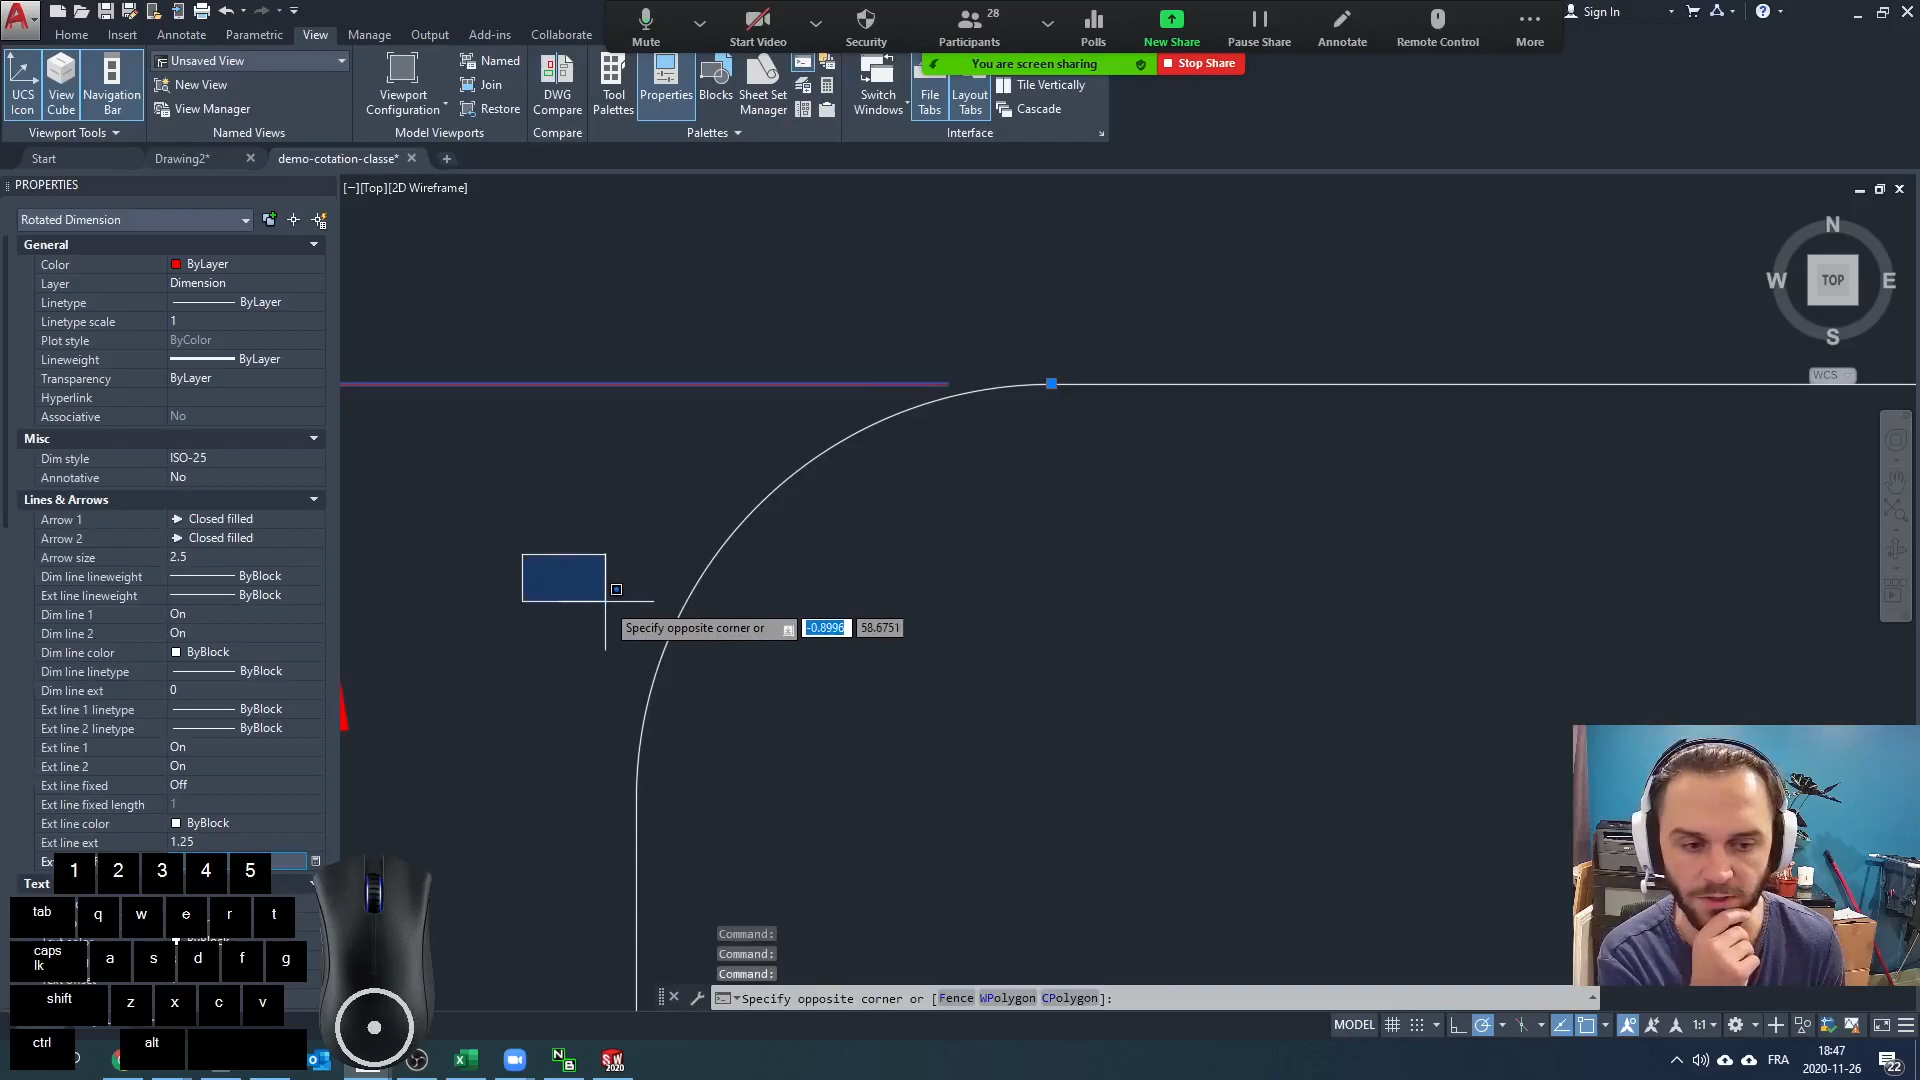 Mute
Start Video
Security
Participants
28
Polls
New Share
Pause Share
Annotate
Remote Control
More
Sign In
You are screen sharing
Stop Share
Home
Insert
Annotate
Parametric
View
Manage
Output
Add-ins
Collaborate
UCS Icon
View Cube
Navigation Bar
Viewport Tools
Unsaved View
New View
View Manager
Named Views
Viewport Configuration
Named
Join
Restore
Model Viewports
DWG Compare
Compare
Tool Palettes
Properties
Blocks
Sheet Set Manager
Palettes
Switch Windows
File Tabs
Layout Tabs
Tile Vertically
Cascade
Interface
Start
Drawing2*
demo-cotation-classe*
PROPERTIES
[−][Top][2D Wireframe]
Rotated Dimension
General
Color ByLayer
Layer Dimension
Linetype ByLayer
Linetype scale 1
Plot style ByColor
Lineweight ByLayer
Transparency ByLayer
Hyperlink
Associative No
Misc
Dim style ISO-25
Annotative No
Lines & Arrows
Arrow 1 Closed filled
Arrow 2 Closed filled
Arrow size 2.5
Dim line lineweight ByBlock
Ext line lineweight ByBlock
Dim line 1 On
Dim line 2 On
Dim line color ByBlock
Dim line linetype ByBlock
Dim line ext 0
Ext line 1 linetype ByBlock
Ext line 2 linetype ByBlock
Ext line 1 On
Ext line 2 On
Ext line fixed Off
Ext line fixed length 1
Ext line color ByBlock
Ext line ext 1.25
Text
1 2 3 4 5
tab q w e r t
caps lk a s d f g
shift z x c v
ctrl alt
N
W TOP E
S
WCS
Specify opposite corner or -0.8996 58.6751
Command:
Command:
Command:
Specify opposite corner or [Fence WPolygon CPolygon]:
MODEL
1:1
FRA
18:47
2020-11-26
22
SW
2020
N
B